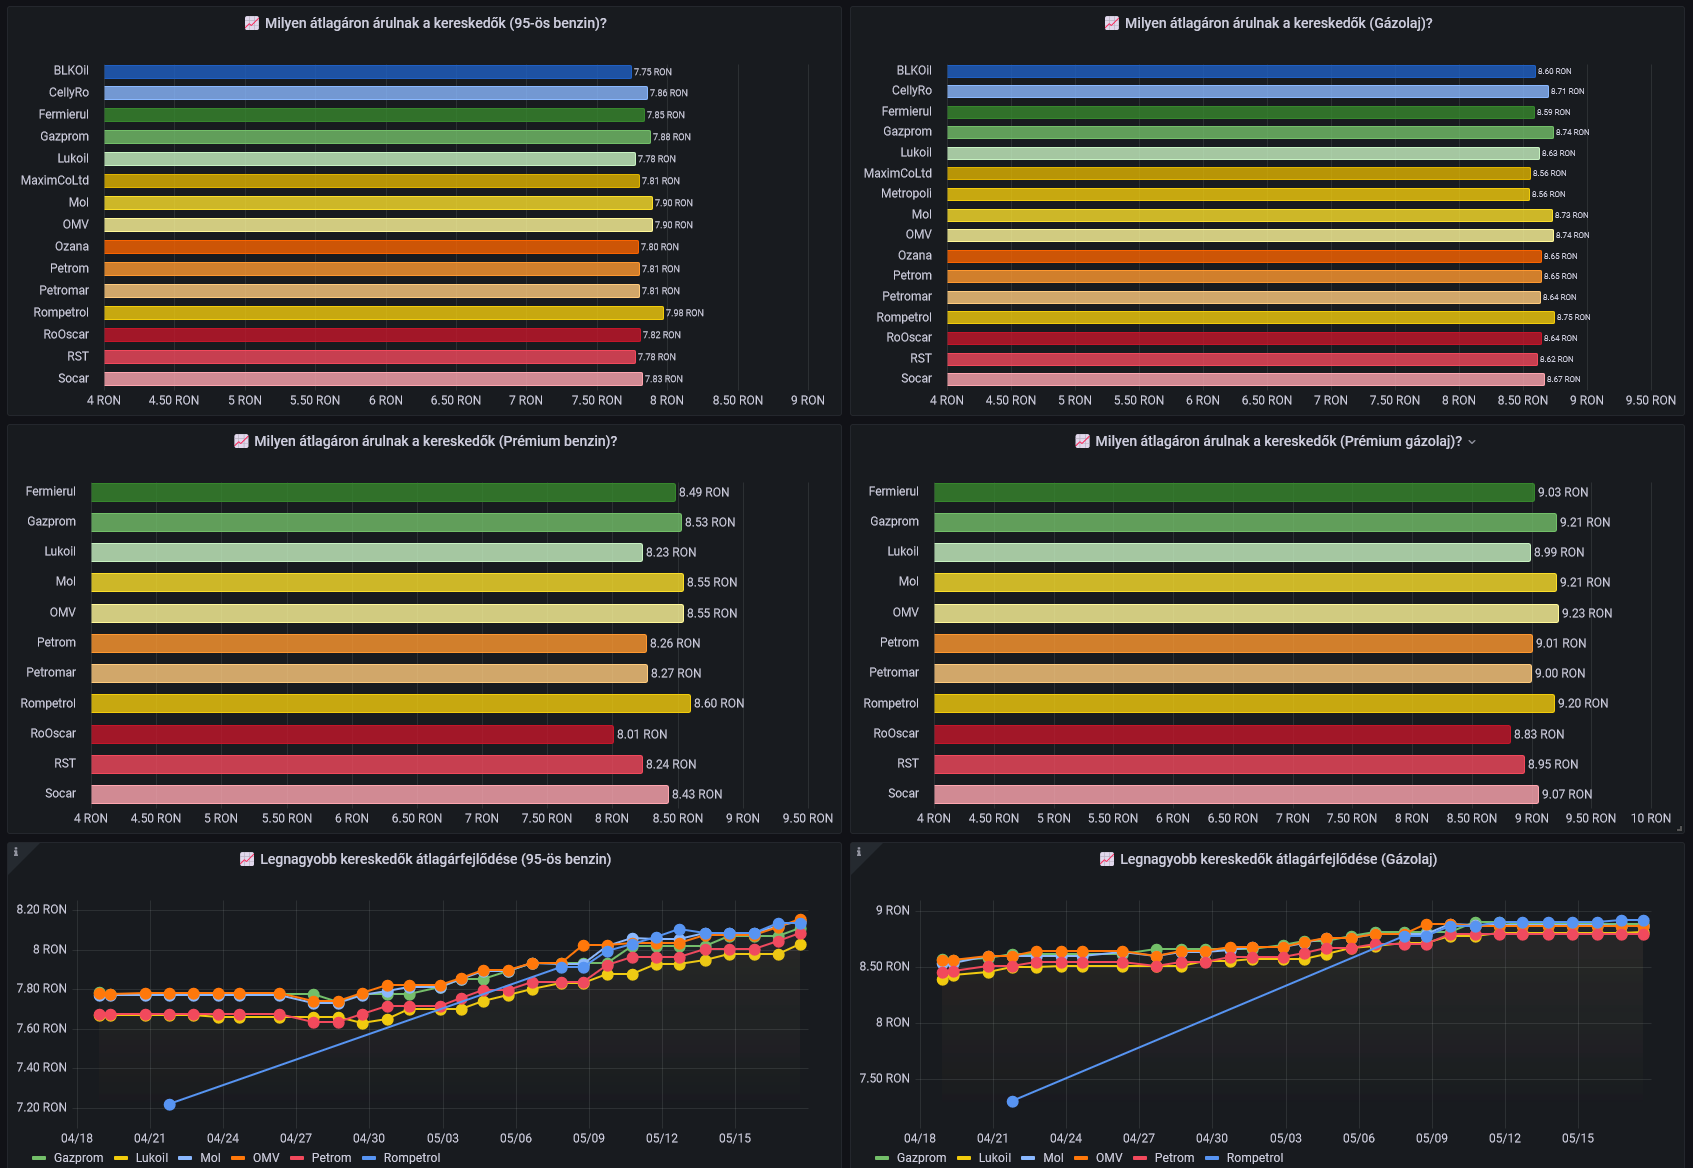 Milyen átlagáron árulnak a kereskedők (95-ös benzin)?
BLKOil 7.75 RON
CellyRo 7.86 RON
Fermierul 7.85 RON
Gazprom 7.88 RON
Lukoil 7.78 RON
MaximCoLtd 7.81 RON
Mol 7.90 RON
OMV 7.90 RON
Ozana 7.80 RON
Petrom 7.81 RON
Petromar 7.81 RON
Rompetrol 7.98 RON
RoOscar 7.82 RON
RST 7.78 RON
Socar 7.83 RON
4 RON 4.50 RON 5 RON 5.50 RON 6 RON 6.50 RON 7 RON 7.50 RON 8 RON 8.50 RON 9 RON
Milyen átlagáron árulnak a kereskedők (Gázolaj)?
BLKOil 8.60 RON
CellyRo 8.71 RON
Fermierul 8.59 RON
Gazprom 8.74 RON
Lukoil 8.63 RON
MaximCoLtd 8.56 RON
Metropoli 8.56 RON
Mol 8.73 RON
OMV 8.74 RON
Ozana 8.65 RON
Petrom 8.65 RON
Petromar 8.64 RON
Rompetrol 8.75 RON
RoOscar 8.64 RON
RST 8.62 RON
Socar 8.67 RON
4 RON 4.50 RON 5 RON 5.50 RON 6 RON 6.50 RON 7 RON 7.50 RON 8 RON 8.50 RON 9 RON 9.50 RON
Milyen átlagáron árulnak a kereskedők (Prémium benzin)?
Fermierul 8.49 RON
Gazprom 8.53 RON
Lukoil 8.23 RON
Mol 8.55 RON
OMV 8.55 RON
Petrom 8.26 RON
Petromar 8.27 RON
Rompetrol 8.60 RON
RoOscar 8.01 RON
RST 8.24 RON
Socar 8.43 RON
4 RON 4.50 RON 5 RON 5.50 RON 6 RON 6.50 RON 7 RON 7.50 RON 8 RON 8.50 RON 9 RON 9.50 RON
Milyen átlagáron árulnak a kereskedők (Prémium gázolaj)?
Fermierul 9.03 RON
Gazprom 9.21 RON
Lukoil 8.99 RON
Mol 9.21 RON
OMV 9.23 RON
Petrom 9.01 RON
Petromar 9.00 RON
Rompetrol 9.20 RON
RoOscar 8.83 RON
RST 8.95 RON
Socar 9.07 RON
4 RON 4.50 RON 5 RON 5.50 RON 6 RON 6.50 RON 7 RON 7.50 RON 8 RON 8.50 RON 9 RON 9.50 RON 10 RON
i
Legnagyobb kereskedők átlagárfejlődése (95-ös benzin)
8.20 RON
8 RON
7.80 RON
7.60 RON
7.40 RON
7.20 RON
04/18 04/21 04/24 04/27 04/30 05/03 05/06 05/09 05/12 05/15
Gazprom Lukoil Mol OMV Petrom Rompetrol
i
Legnagyobb kereskedők átlagárfejlődése (Gázolaj)
9 RON
8.50 RON
8 RON
7.50 RON
04/18 04/21 04/24 04/27 04/30 05/03 05/06 05/09 05/12 05/15
Gazprom Lukoil Mol OMV Petrom Rompetrol